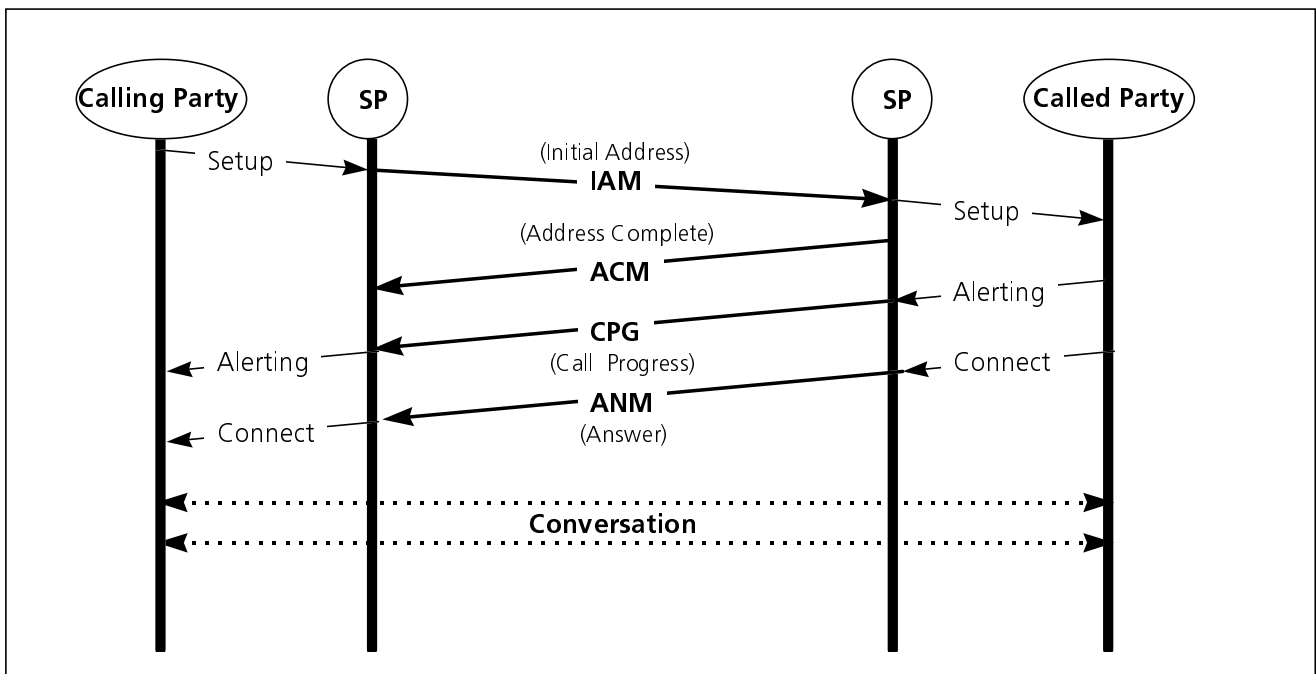 Calling Party
SP
SP
Called Party
Setup
(Initial Address)
IAM
Setup
(Address Complete)
ACM
Alerting
CPG
(Call Progress)
Alerting
Connect
ANM
(Answer)
Connect
Conversation